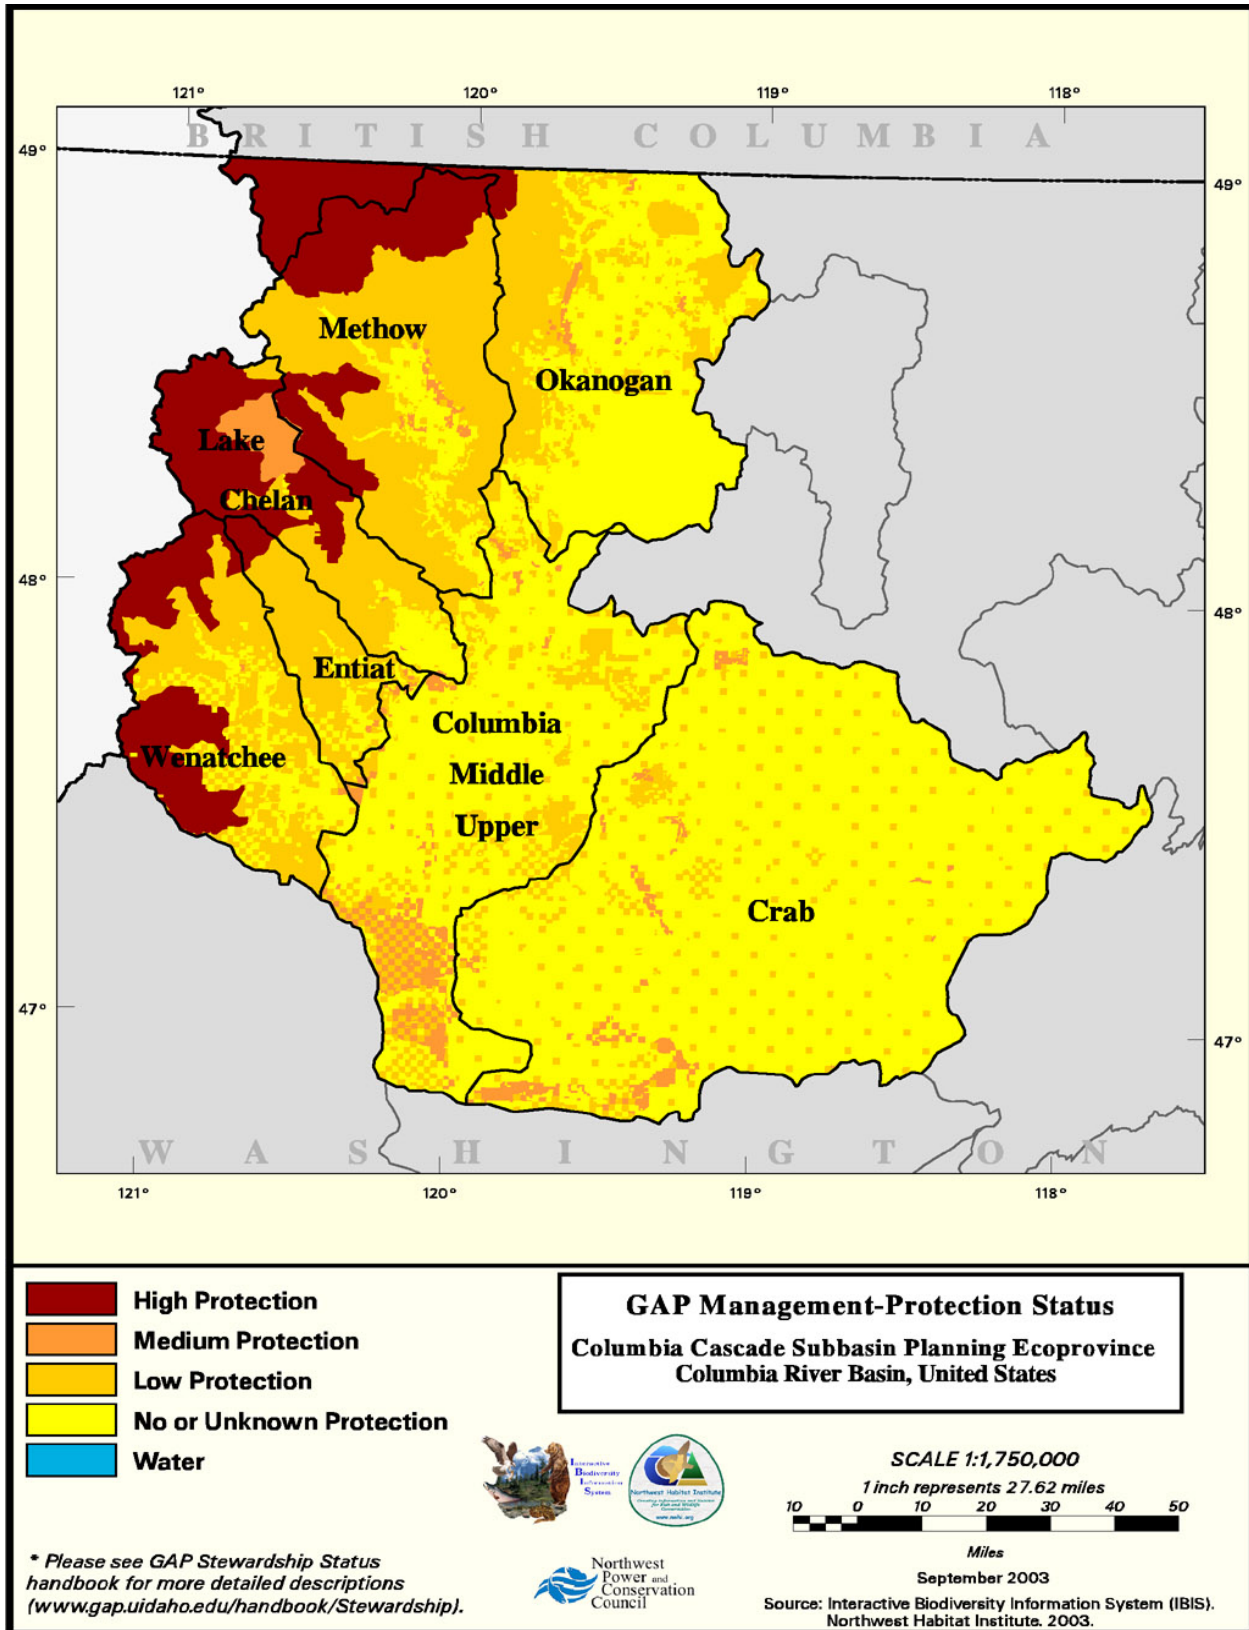 121° 120° 119° 118°
BRITISH COLUMBIA
49°
49°
Methow
Okanogan
Lake
Chelan
48°
48°
Entiat
Columbia
Middle
Upper
Wenatchee
Crab
47°
47°
WASHINGTON
121° 120° 119° 118°
High Protection
Medium Protection
Low Protection
No or Unknown Protection
Water
GAP Management-Protection Status
Columbia Cascade Subbasin Planning Ecoprovince
Columbia River Basin, United States
Interactive
Biodiversity
Information
System
Northwest Habitat Institute
www.nwhi.org
SCALE 1:1,750,000
1 inch represents 27.62 miles
10 0 10 20 30 40 50
Miles
September 2003
Source: Interactive Biodiversity Information System (IBIS).
Northwest Habitat Institute. 2003.
* Please see GAP Stewardship Status
handbook for more detailed descriptions
(www.gap.uidaho.edu/handbook/Stewardship).
Northwest
Power and
Conservation
Council